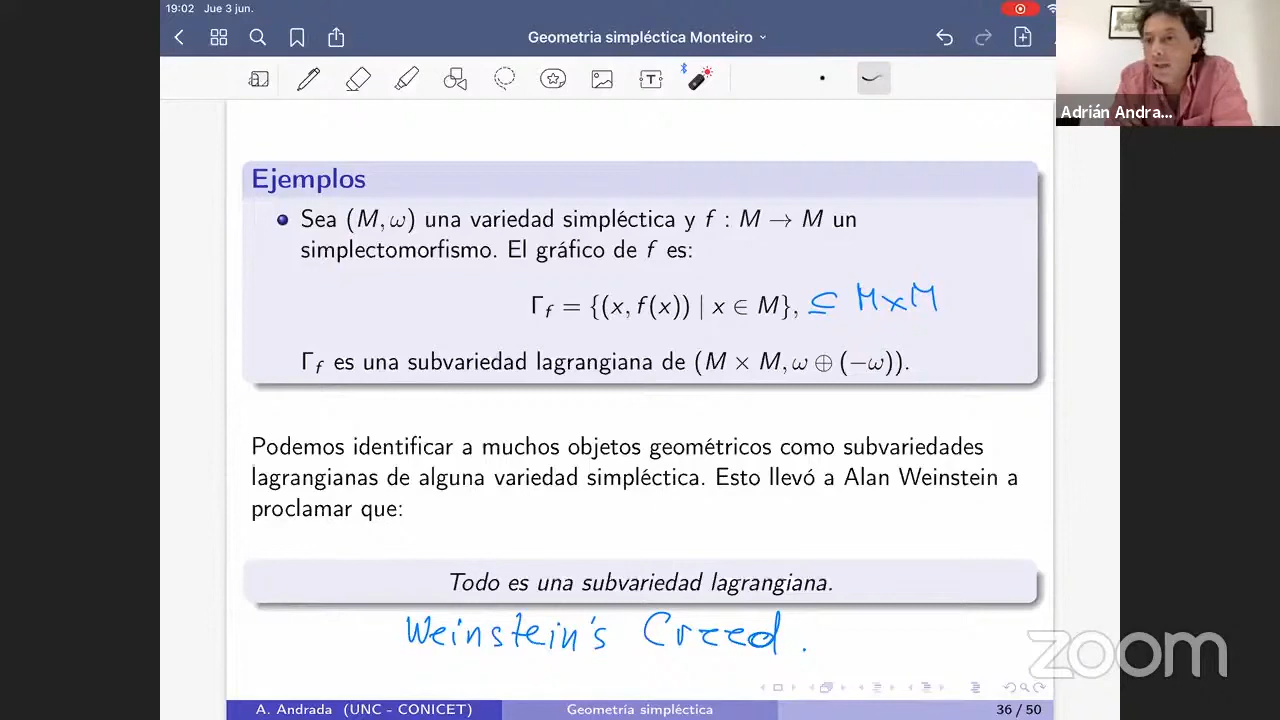 19:02 Jue 3 jun.
Geometria simpléctica Monteiro
Adrián Andra...
Ejemplos
Sea (M, ω) una variedad simpléctica y f : M → M un
simplectomorfismo. El gráfico de f es:
Γf = {(x, f(x)) | x ∈ M}, ⊆ M×M
Γf es una subvariedad lagrangiana de (M × M, ω ⊕ (−ω)).
Podemos identificar a muchos objetos geométricos como subvariedades
lagrangianas de alguna variedad simpléctica. Esto llevó a Alan Weinstein a
proclamar que:
Todo es una subvariedad lagrangiana.
Weinstein's Creed.
zoom
A. Andrada (UNC - CONICET) Geometría simpléctica 36 / 50